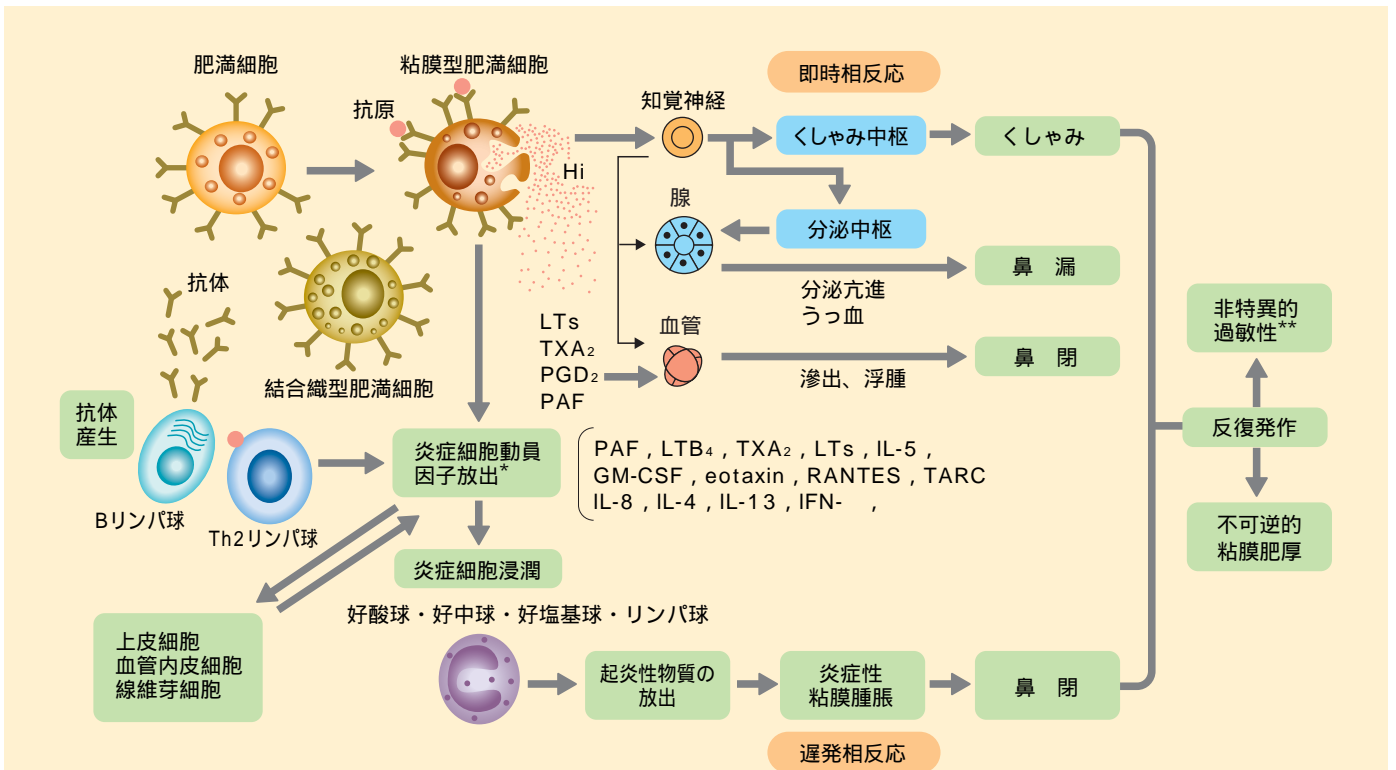 肥満細胞
粘膜型肥満細胞
抗原
Hi
即時相反応
知覚神経
くしゃみ中枢
くしゃみ
腺
分泌中枢
鼻 漏
分泌亢進
うっ血
血管
鼻 閉
滲出、浮腫
LTs
TXA₂
PGD₂
PAF
抗体
結合織型肥満細胞
抗体
産生
Bリンパ球
Th2リンパ球
炎症細胞動員
因子放出*
PAF , LTB₄ , TXA₂ , LTs , IL-5 ,
GM-CSF , eotaxin , RANTES , TARC
IL-8 , IL-4 , IL-13 , IFN- ,
炎症細胞浸潤
好酸球・好中球・好塩基球・リンパ球
上皮細胞
血管内皮細胞
線維芽細胞
起炎性物質の
放出
炎症性
粘膜腫脹
鼻 閉
遅発相反応
非特異的
過敏性**
反復発作
不可逆的
粘膜肥厚